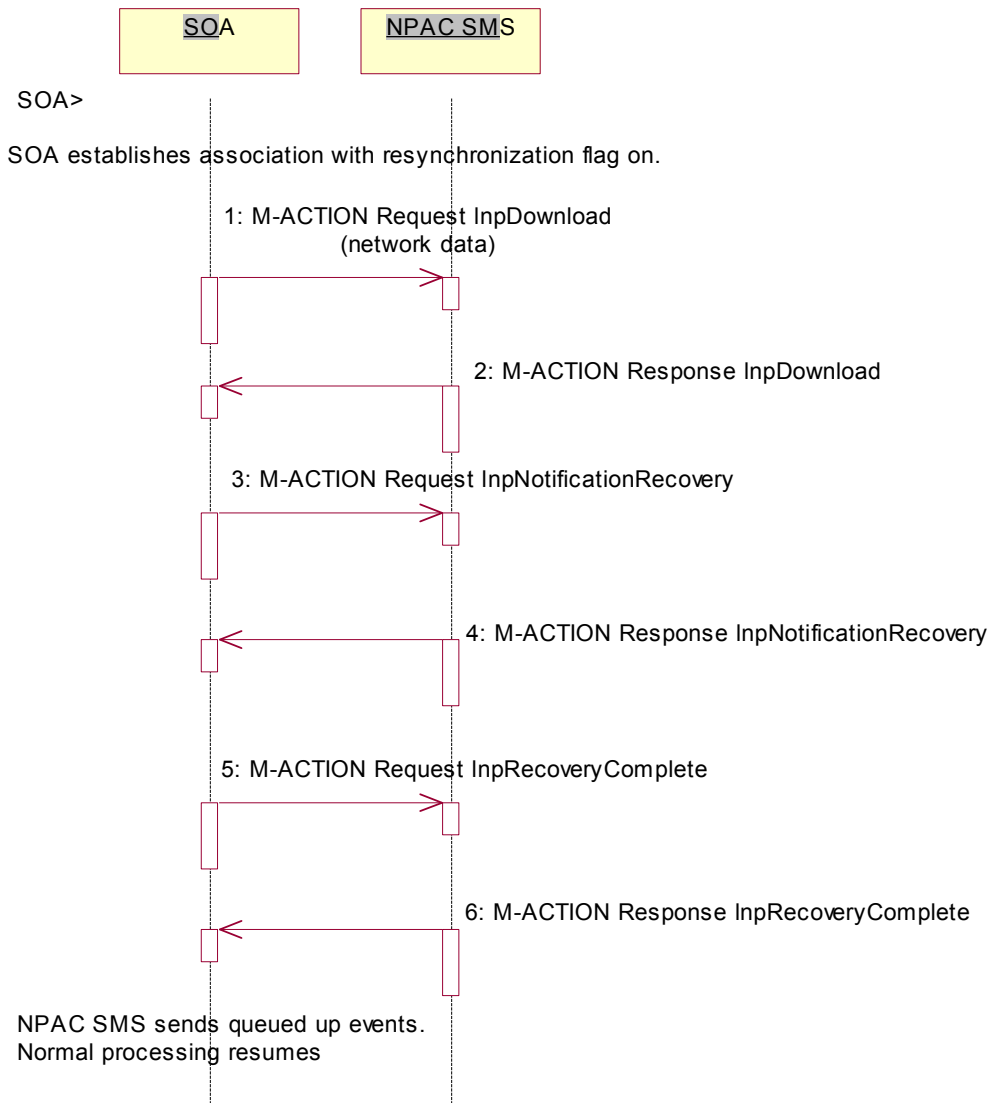 SOA
NPAC SMS
SOA>
SOA establishes association with resynchronization flag on.
1: M-ACTION Request lnpDownload
(network data)
2: M-ACTION Response lnpDownload
3: M-ACTION Request lnpNotificationRecovery
4: M-ACTION Response lnpNotificationRecovery
5: M-ACTION Request lnpRecoveryComplete
6: M-ACTION Response lnpRecoveryComplete
NPAC SMS sends queued up events.
Normal processing resumes